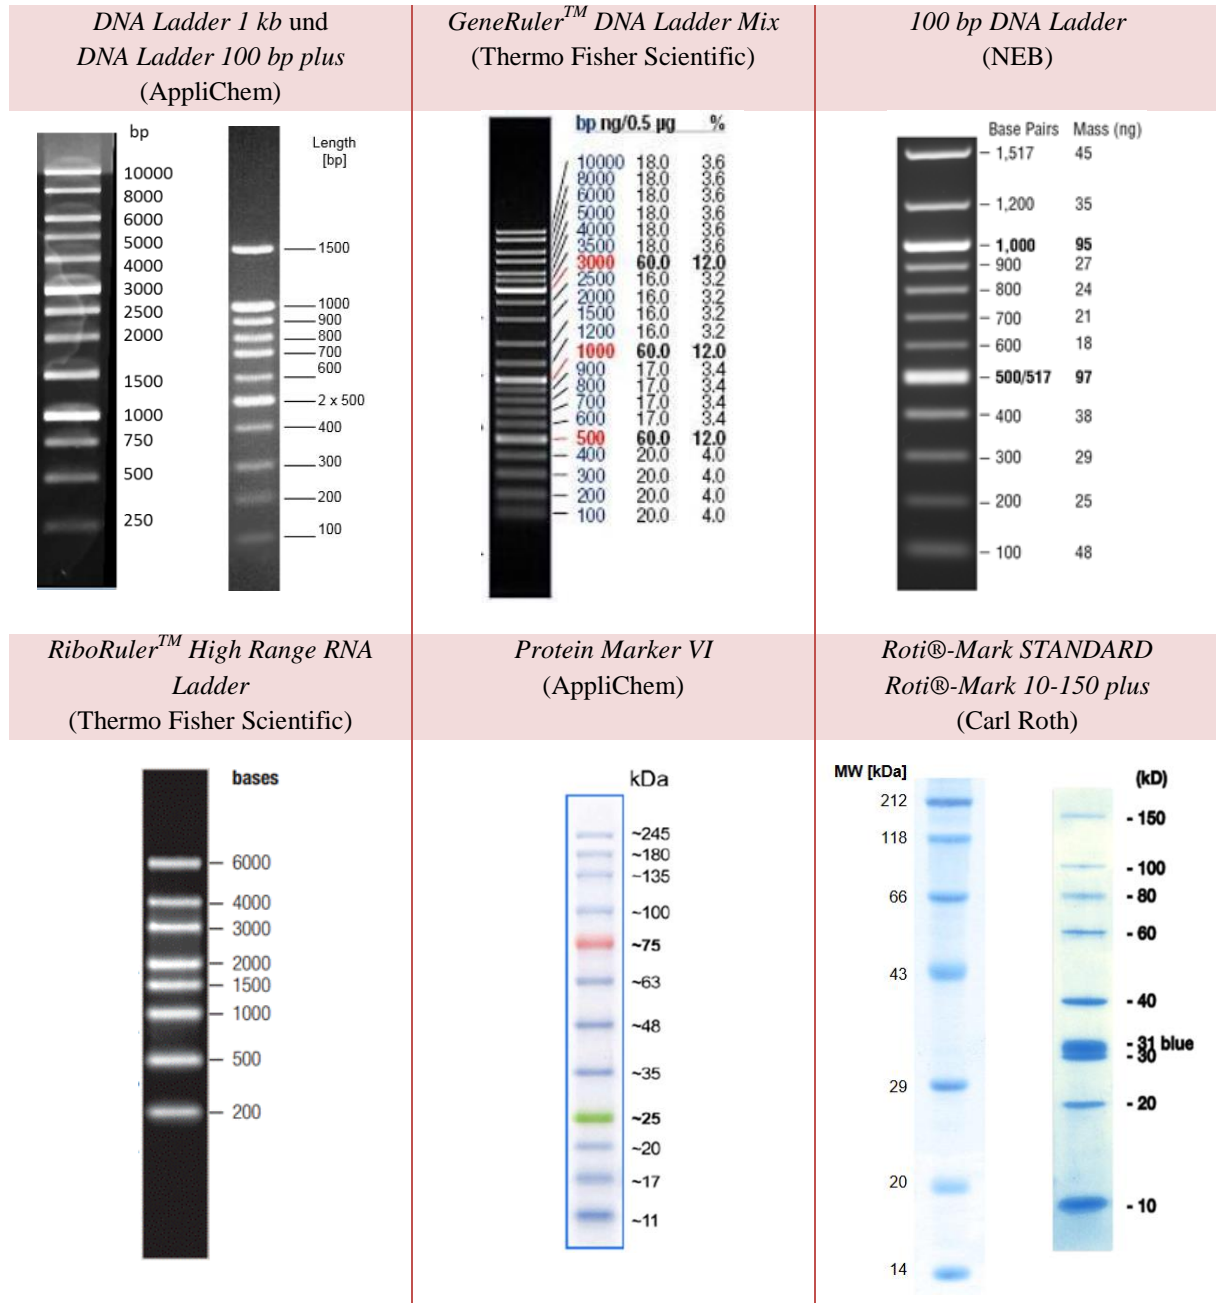 DNA Ladder 1 kb und
DNA Ladder 100 bp plus
(AppliChem)
bp
10000
8000
6000
5000
4000
3000
2500
2000
1500
1000
750
500
250
Length
[bp]
1500
1000
900
800
700
600
2 x 500
400
300
200
100
GeneRuler™ DNA Ladder Mix
(Thermo Fisher Scientific)
bp ng/0.5 µg %
10000 18.0 3.6
8000 18.0 3.6
6000 18.0 3.6
5000 18.0 3.6
4000 18.0 3.6
3500 18.0 3.6
3000 60.0 12.0
2500 16.0 3.2
2000 16.0 3.2
1500 16.0 3.2
1200 16.0 3.2
1000 60.0 12.0
900 17.0 3.4
800 17.0 3.4
700 17.0 3.4
600 17.0 3.4
500 60.0 12.0
400 20.0 4.0
300 20.0 4.0
200 20.0 4.0
100 20.0 4.0
100 bp DNA Ladder
(NEB)
Base Pairs Mass (ng)
1,517 45
1,200 35
1,000 95
900 27
800 24
700 21
600 18
500/517 97
400 38
300 29
200 25
100 48
RiboRuler™ High Range RNA
Ladder
(Thermo Fisher Scientific)
bases
6000
4000
3000
2000
1500
1000
500
200
Protein Marker VI
(AppliChem)
kDa
~245
~180
~135
~100
~75
~63
~48
~35
~25
~20
~17
~11
Roti®-Mark STANDARD
Roti®-Mark 10-150 plus
(Carl Roth)
MW [kDa]
212
118
66
43
29
20
14
(kD)
- 150
- 100
- 80
- 60
- 40
- 31 blue
- 30
- 20
- 10